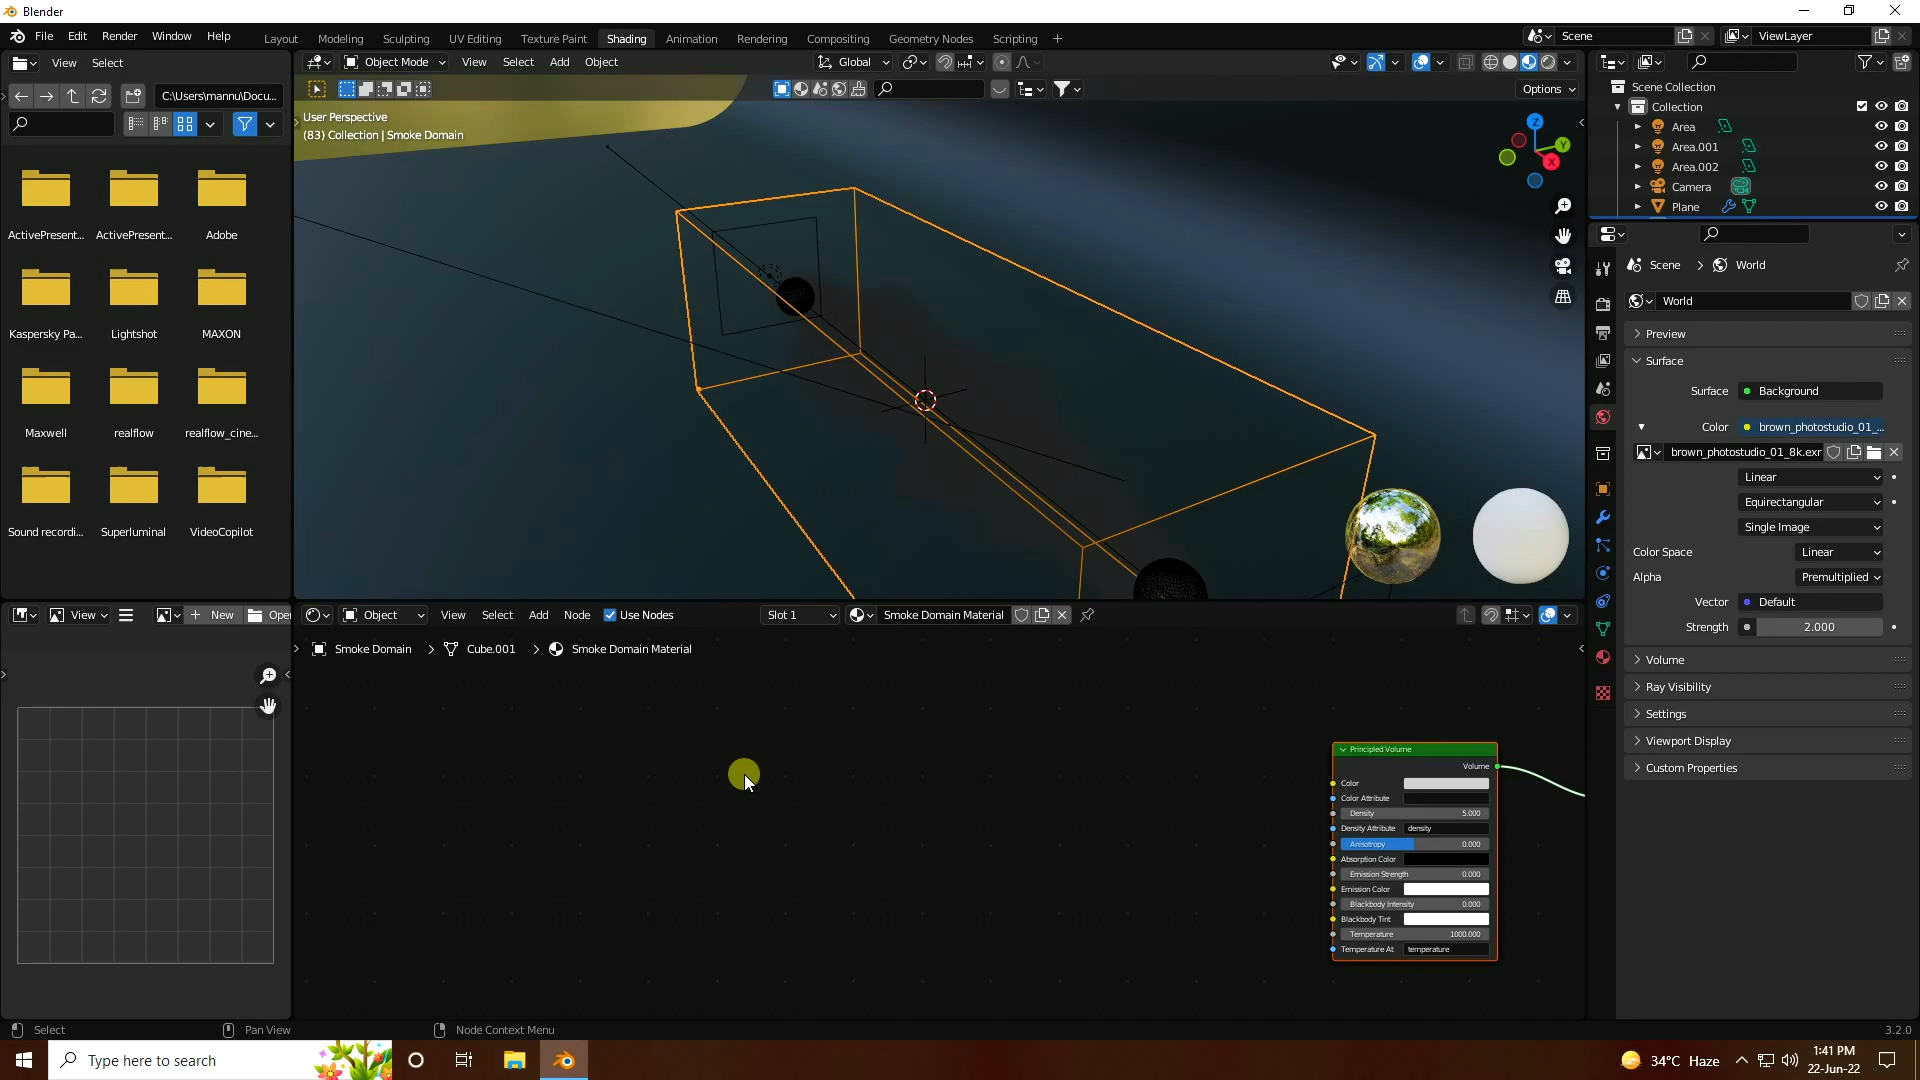 Blender
File Edit Render Window Help
Layout Modeling Sculpting UV Editing Texture Paint Shading Animation Rendering Compositing Geometry Nodes Scripting
Scene
ViewLayer
View Select
Object Mode View Select Add Object
Global
C:\Users\mannu\Docu...
Options
User Perspective
(83) Collection | Smoke Domain
Z
Y
X
ActivePresent... ActivePresent... Adobe
Kaspersky Pa... Lightshot MAXON
Maxwell realflow realflow_cine...
Sound recordi... Superluminal VideoCopilot
Scene Collection
Collection
Area
Area.001
Area.002
Camera
Plane
Scene World
World
Preview
Surface
Surface Background
Color brown_photostudio_01_...
brown_photostudio_01_8k.exr
Linear
Equirectangular
Single Image
Color Space Linear
Alpha Premultiplied
Vector Default
Strength 2.000
Volume
Ray Visibility
Settings
Viewport Display
Custom Properties
View New Ope
Object View Select Add Node Use Nodes Slot 1 Smoke Domain Material
Smoke Domain Cube.001 Smoke Domain Material
Principled Volume
Volume
Color
Color Attribute
Density 5.000
Density Attribute density
Anisotropy 0.000
Absorption Color
Emission Strength 0.000
Emission Color
Blackbody Intensity 0.000
Blackbody Tint
Temperature 1000.000
Temperature At temperature
Select Pan View Node Context Menu 3.2.0
Type here to search
34°C Haze
1:41 PM
22-Jun-22